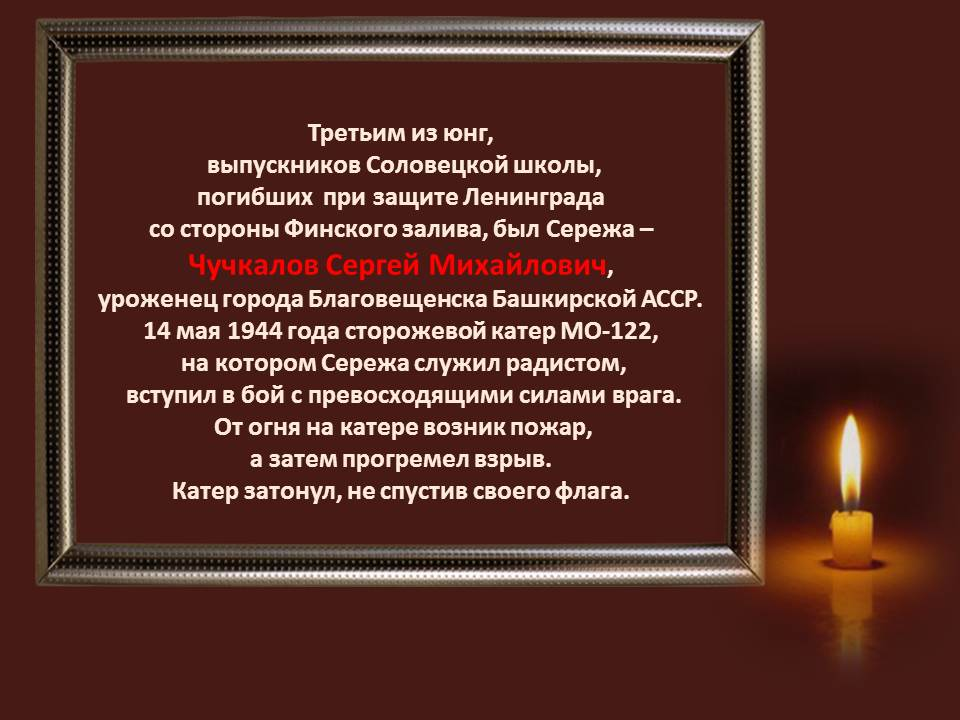 Третьим из юнг,
выпускников Соловецкой школы,
погибших при защите Ленинграда
со стороны Финского залива, был Сережа –
Чучкалов Сергей Михайлович,
уроженец города Благовещенска Башкирской АССР.
14 мая 1944 года сторожевой катер МО-122,
на котором Сережа служил радистом,
вступил в бой с превосходящими силами врага.
От огня на катере возник пожар,
а затем прогремел взрыв.
Катер затонул, не спустив своего флага.